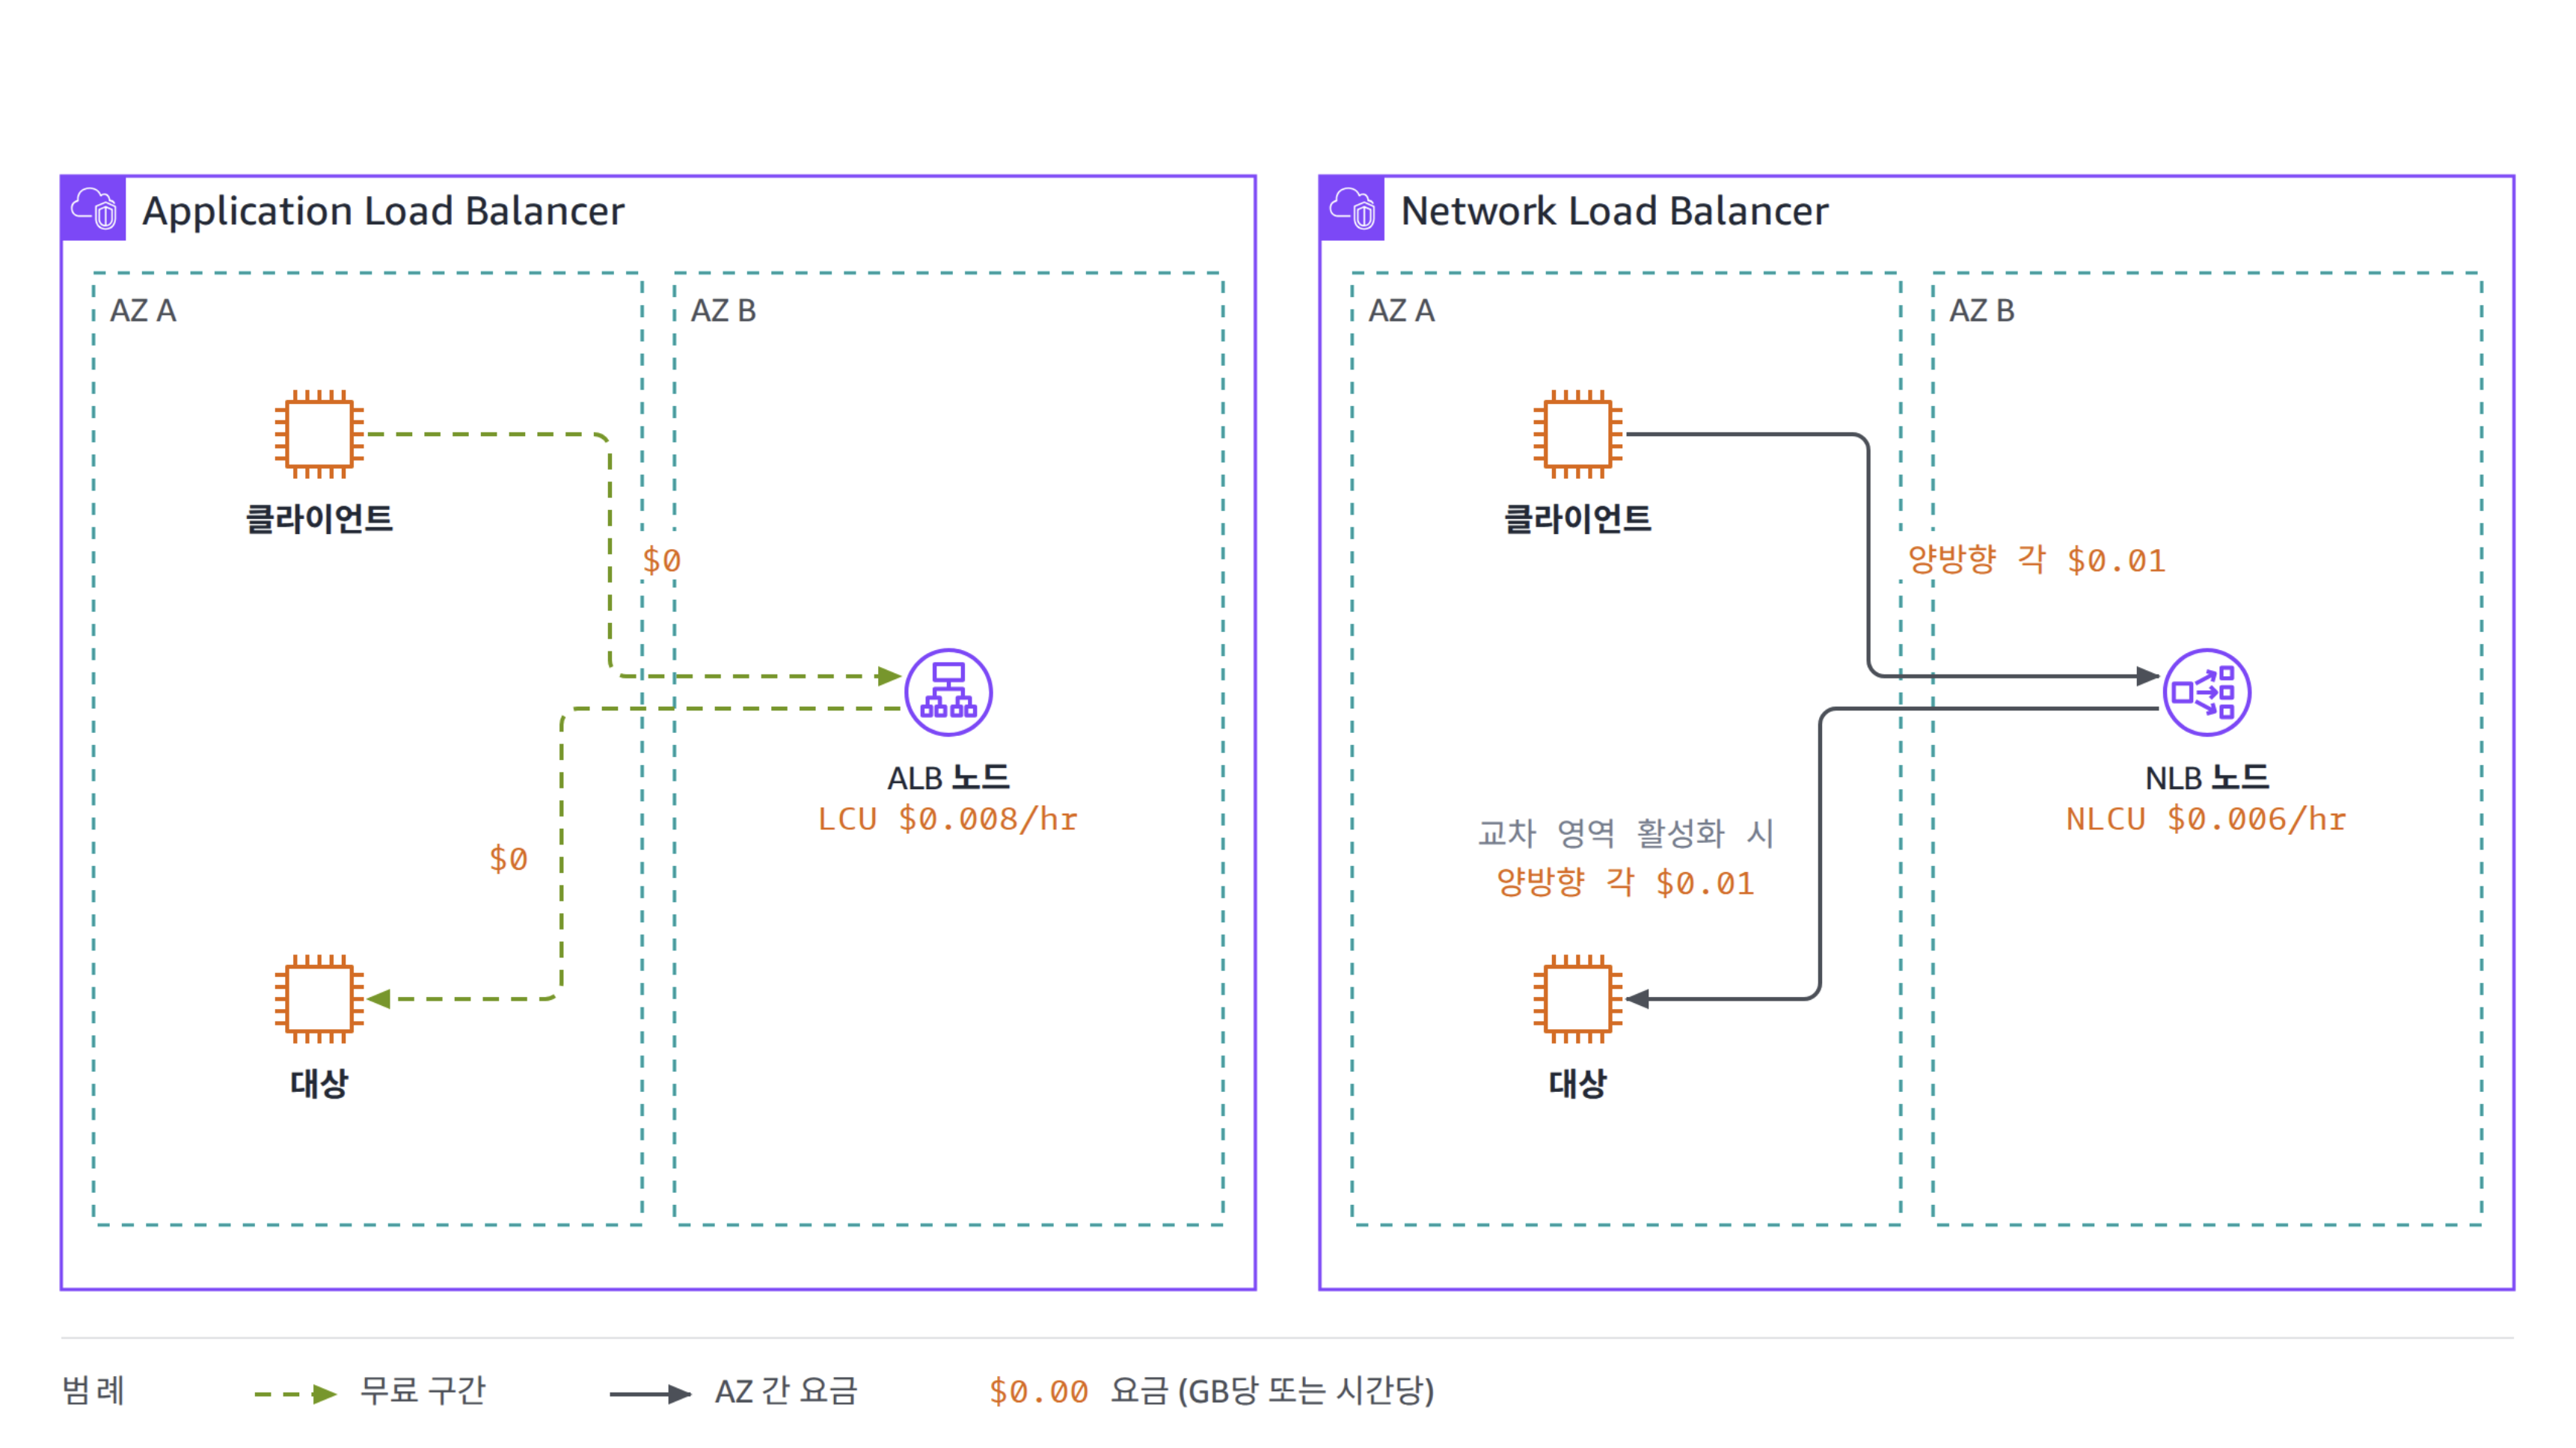 Application Load Balancer
AZ A
AZ B
클라이언트
$0
ALB 노드
LCU $0.008/hr
$0
대상
Network Load Balancer
AZ A
AZ B
클라이언트
양방향 각 $0.01
NLB 노드
NLCU $0.006/hr
교차 영역 활성화 시
양방향 각 $0.01
대상
범례
무료 구간
AZ 간 요금
$0.00 요금 (GB당 또는 시간당)